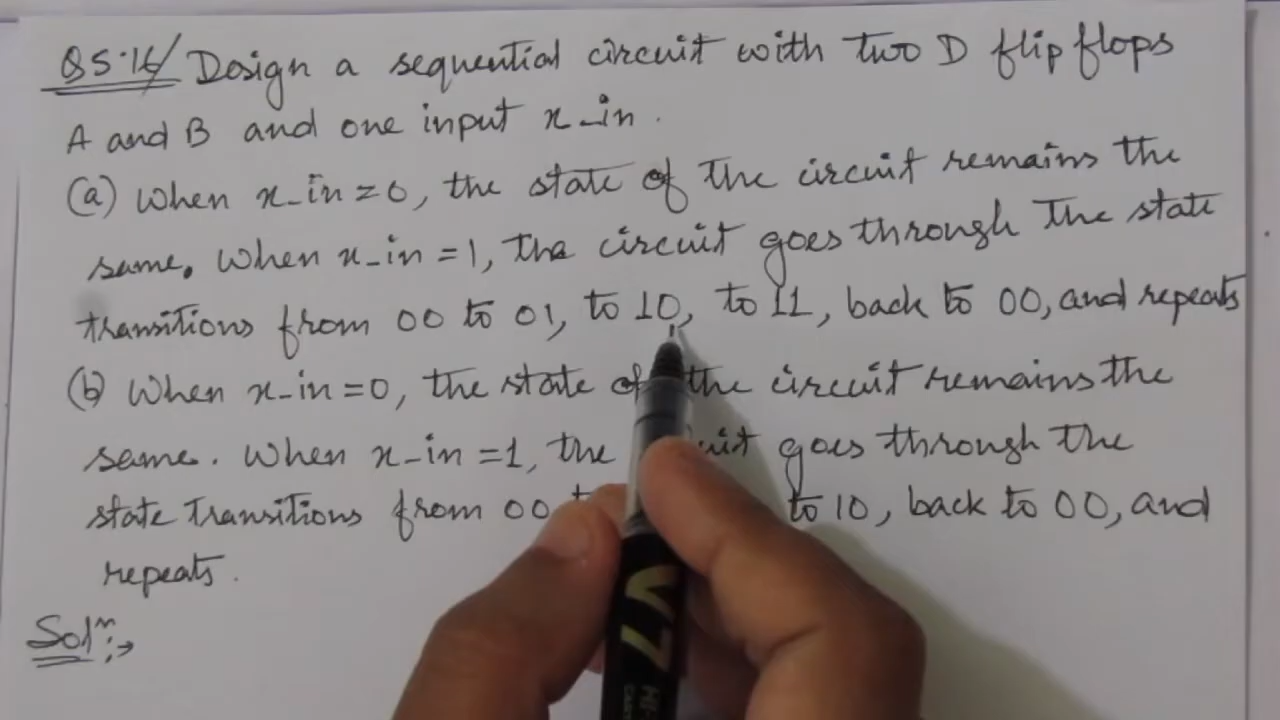 Q5.16/ Design a sequential circuit with two D flip flops
A and B and one input x_in.
(a) When x_in = 0, the state of the circuit remains the
same. When x_in = 1, the circuit goes through the state
transitions from 00 to 01, to 10, to 11, back to 00, and repeats
(b) When x_in = 0, the state of the circuit remains the
same. When x_in = 1, the goes through the
state transitions from 00 to 10, back to 00, and
repeats.
Solⁿ :→
V7